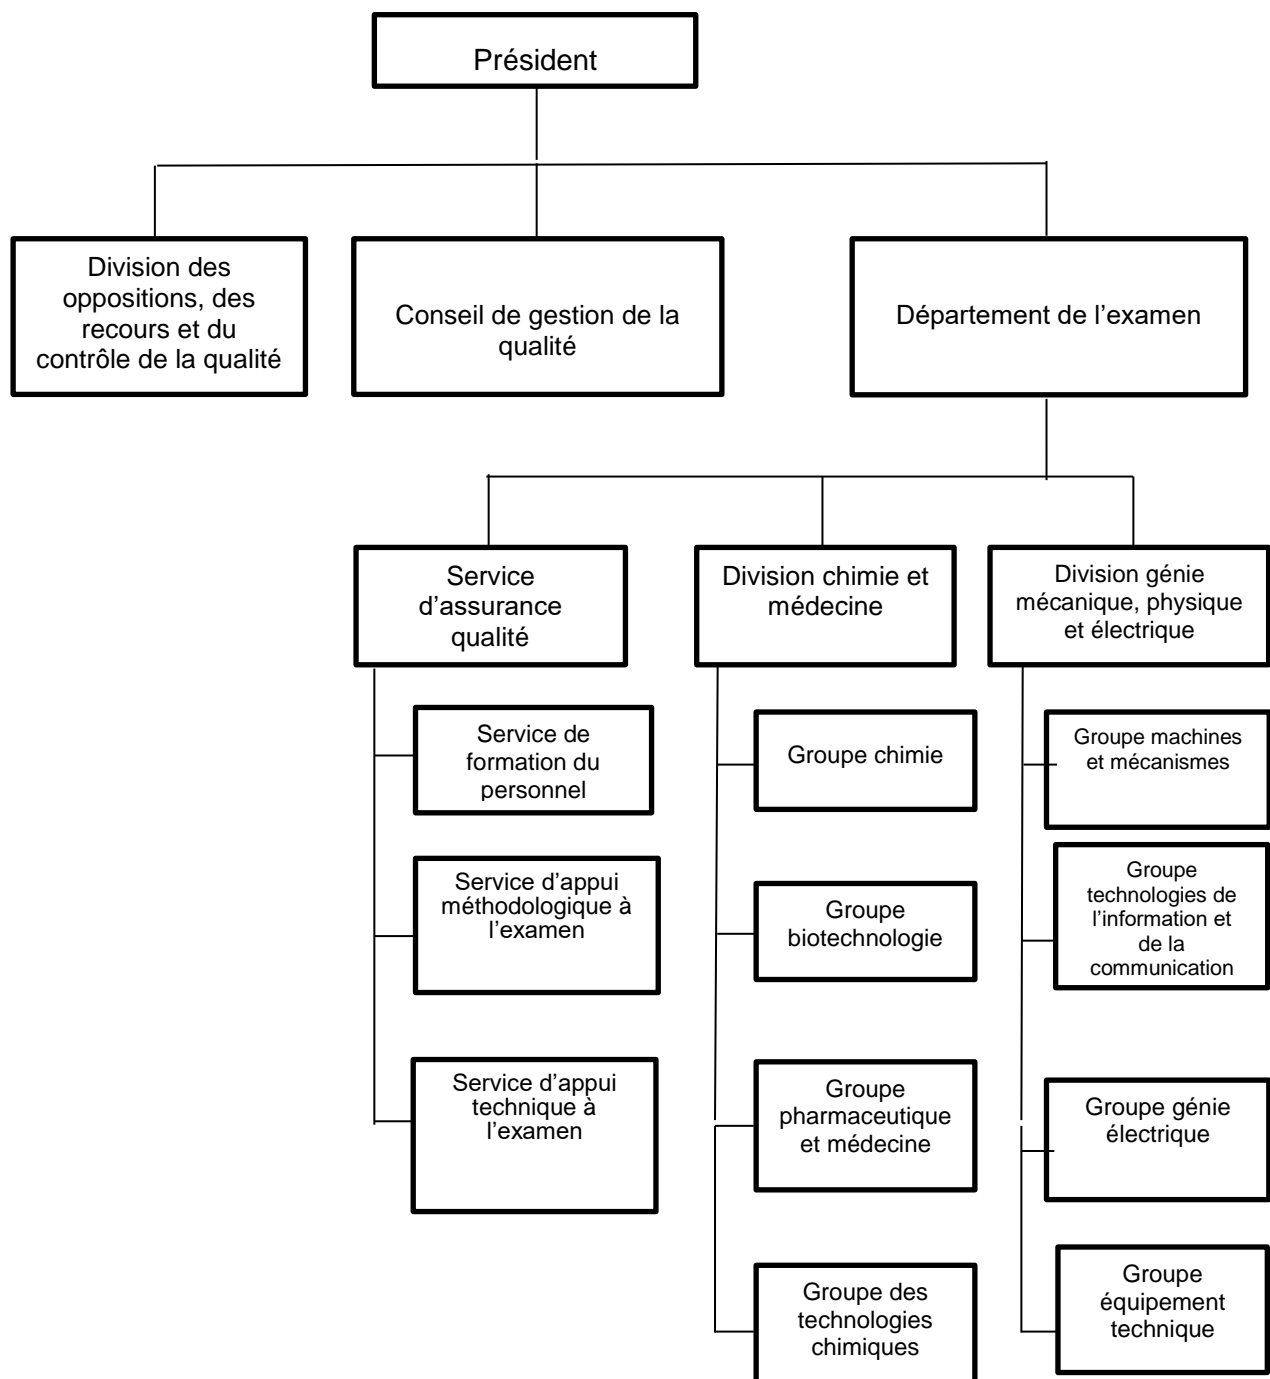 Président
Division des
oppositions, des
recours et du
contrôle de la qualité
Conseil de gestion de la
qualité
Département de l’examen
Service
d’assurance
qualité
Division chimie et
médecine
Division génie
mécanique, physique
et électrique
Service de
formation du
personnel
Service d’appui
méthodologique à
l’examen
Service d’appui
technique à
l’examen
Groupe chimie
Groupe
biotechnologie
Groupe
pharmaceutique
et médecine
Groupe des
technologies
chimiques
Groupe machines
et mécanismes
Groupe
technologies de
l’information et
de la
communication
Groupe génie
électrique
Groupe
équipement
technique